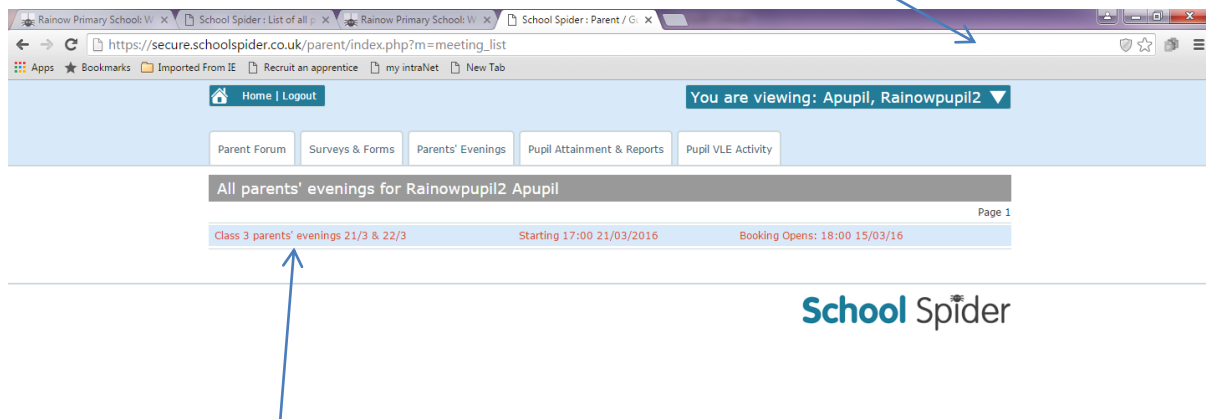 Rainow Primary School: W School Spider : List of all p Rainow Primary School: W School Spider : Parent / Gu
https://secure.schoolspider.co.uk/parent/index.php?m=meeting_list
Apps Bookmarks Imported From IE Recruit an apprentice my intraNet New Tab
Home | Logout You are viewing: Apupil, Rainowpupil2
Parent Forum Surveys & Forms Parents' Evenings Pupil Attainment & Reports Pupil VLE Activity
All parents' evenings for Rainowpupil2 Apupil
Page 1
Class 3 parents' evenings 21/3 & 22/3 Starting 17:00 21/03/2016 Booking Opens: 18:00 15/03/16
School Spider